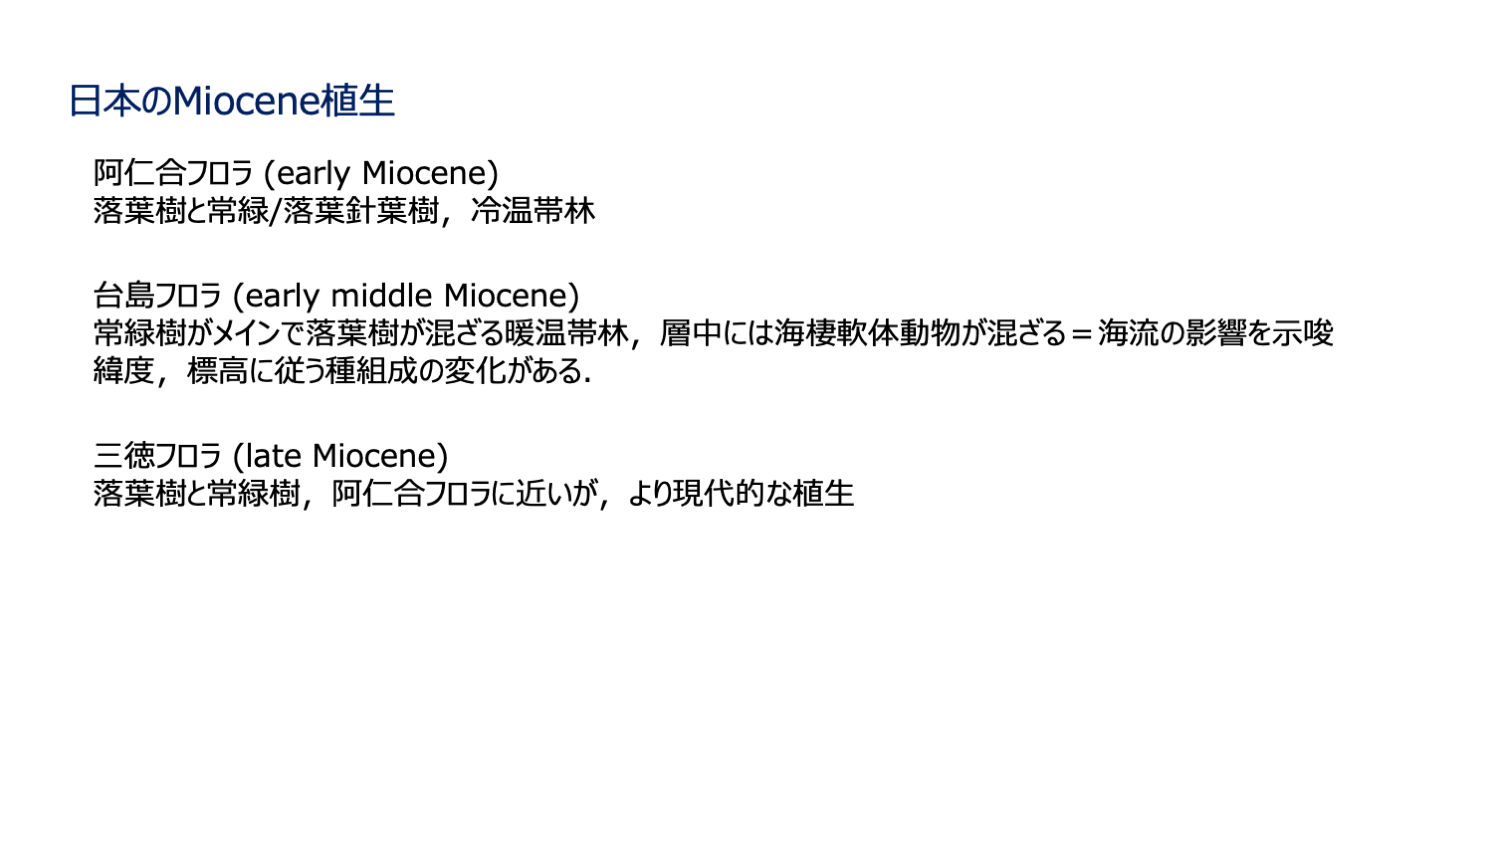 日本のMiocene植生
阿仁合フロラ (early Miocene)
落葉樹と常緑/落葉針葉樹，冷温帯林
台島フロラ (early middle Miocene)
常緑樹がメインで落葉樹が混ざる暖温帯林，層中には海棲軟体動物が混ざる＝海流の影響を示唆
緯度，標高に従う種組成の変化がある．
三徳フロラ (late Miocene)
落葉樹と常緑樹，阿仁合フロラに近いが，より現代的な植生